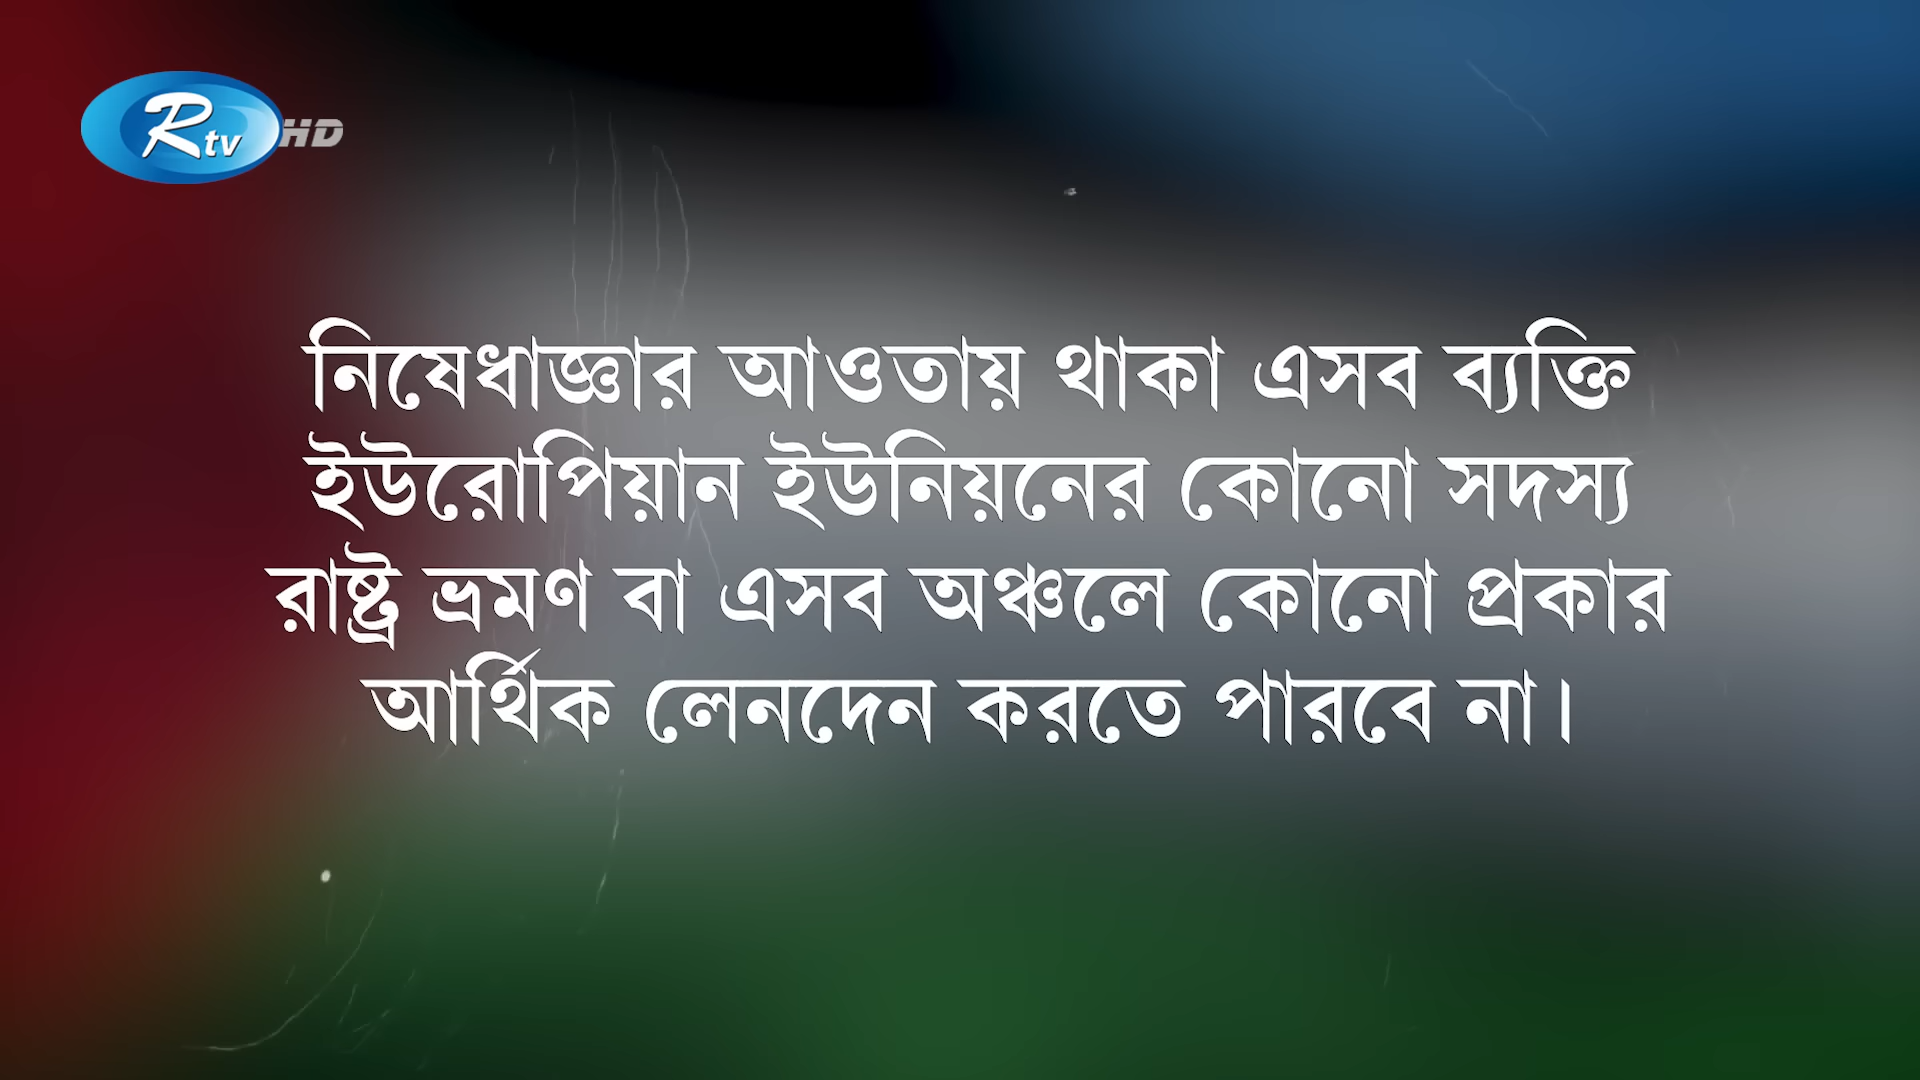 Rtv HD
নিষেধাজ্ঞার আওতায় থাকা এসব ব্যক্তি
ইউরোপিয়ান ইউনিয়নের কোনো সদস্য
রাষ্ট্র ভ্রমণ বা এসব অঞ্চলে কোনো প্রকার
আর্থিক লেনদেন করতে পারবে না।